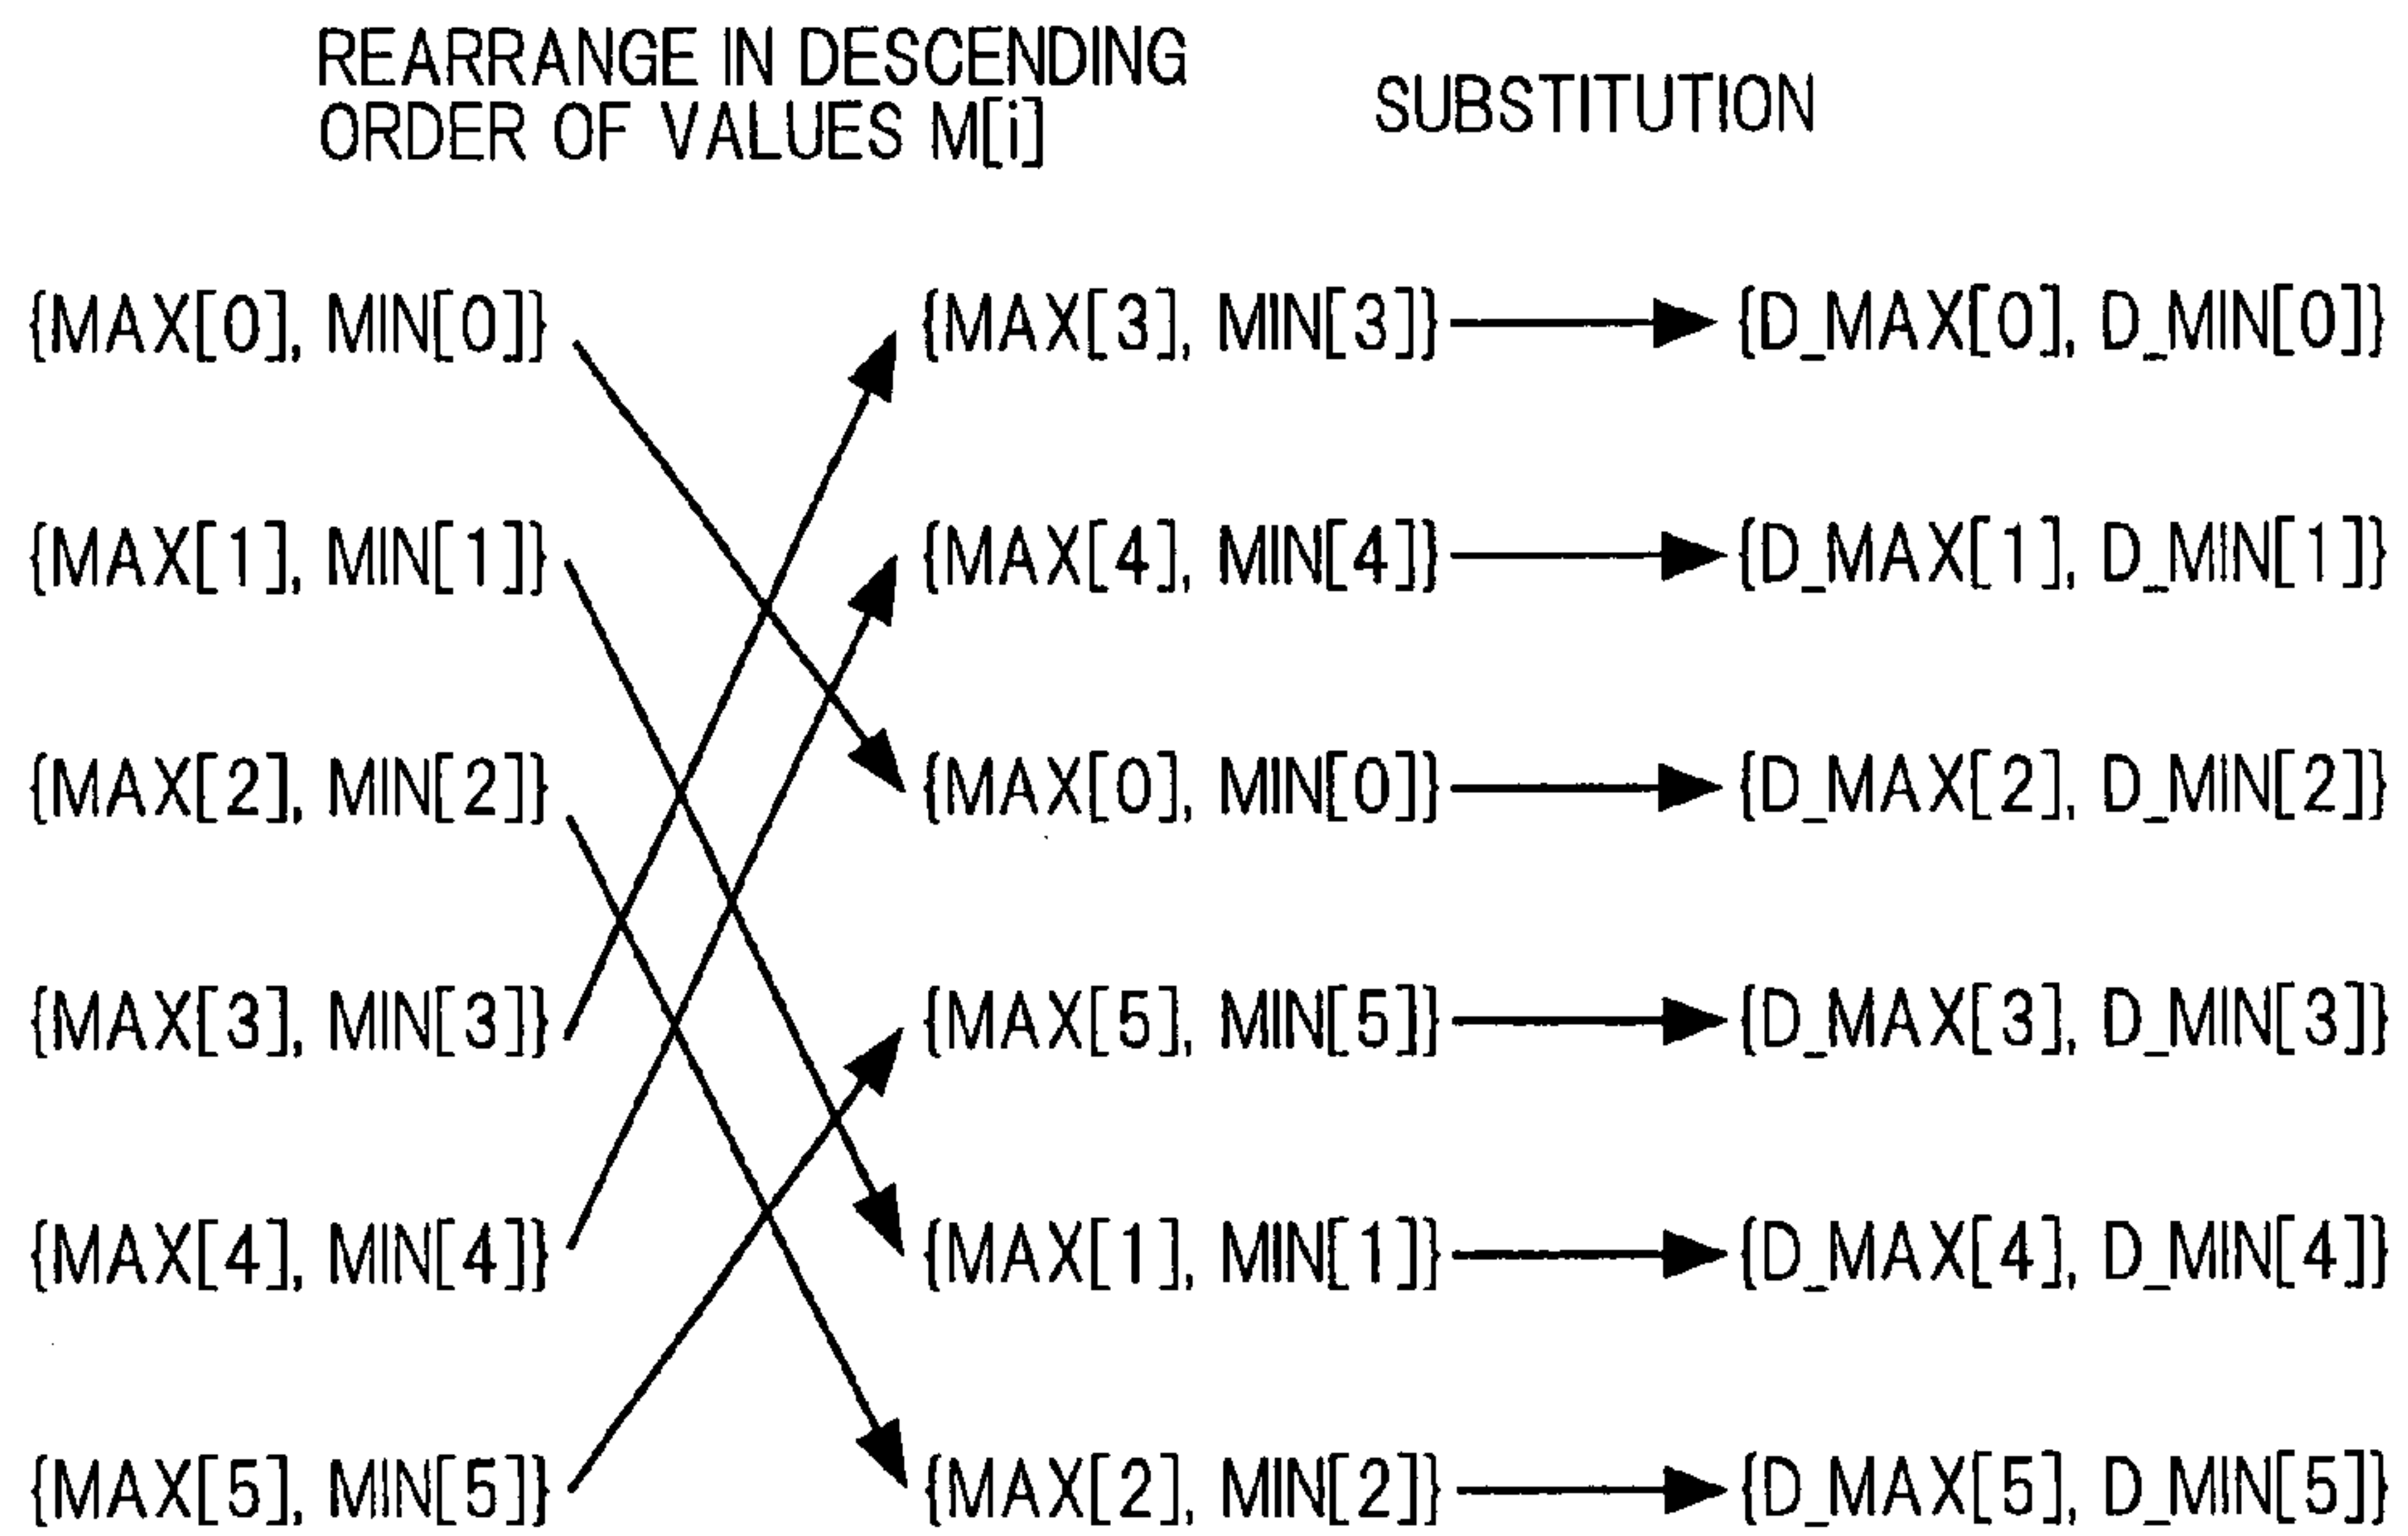 REARRANGE IN DESCENDING
ORDER OF VALUES M[i]
SUBSTITUTION
{MAX[0], MIN[0]} {MAX[3], MIN[3]} {D_MAX[0], D_MIN[0]}
{MAX[1], MIN[1]} {MAX[4], MIN[4]} {D_MAX[1], D_MIN[1]}
{MAX[2], MIN[2]} {MAX[0], MIN[0]} {D_MAX[2], D_MIN[2]}
{MAX[3], MIN[3]} {MAX[5], MIN[5]} {D_MAX[3], D_MIN[3]}
{MAX[4], MIN[4]} {MAX[1], MIN[1]} {D_MAX[4], D_MIN[4]}
{MAX[5], MIN[5]} {MAX[2], MIN[2]} {D_MAX[5], D_MIN[5]}